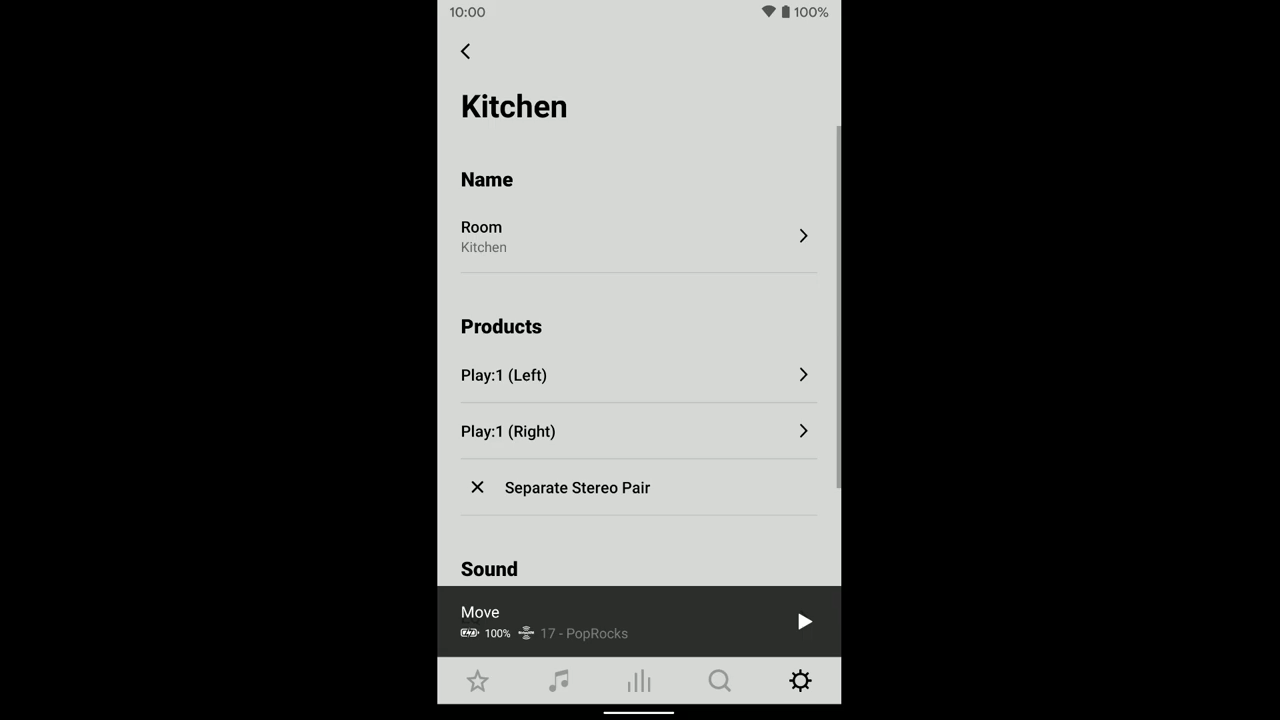 10:00
100%
Kitchen
Name
Room
Kitchen
Products
Play:1 (Left)
Play:1 (Right)
Separate Stereo Pair
Sound
Move
100% 17 - PopRocks